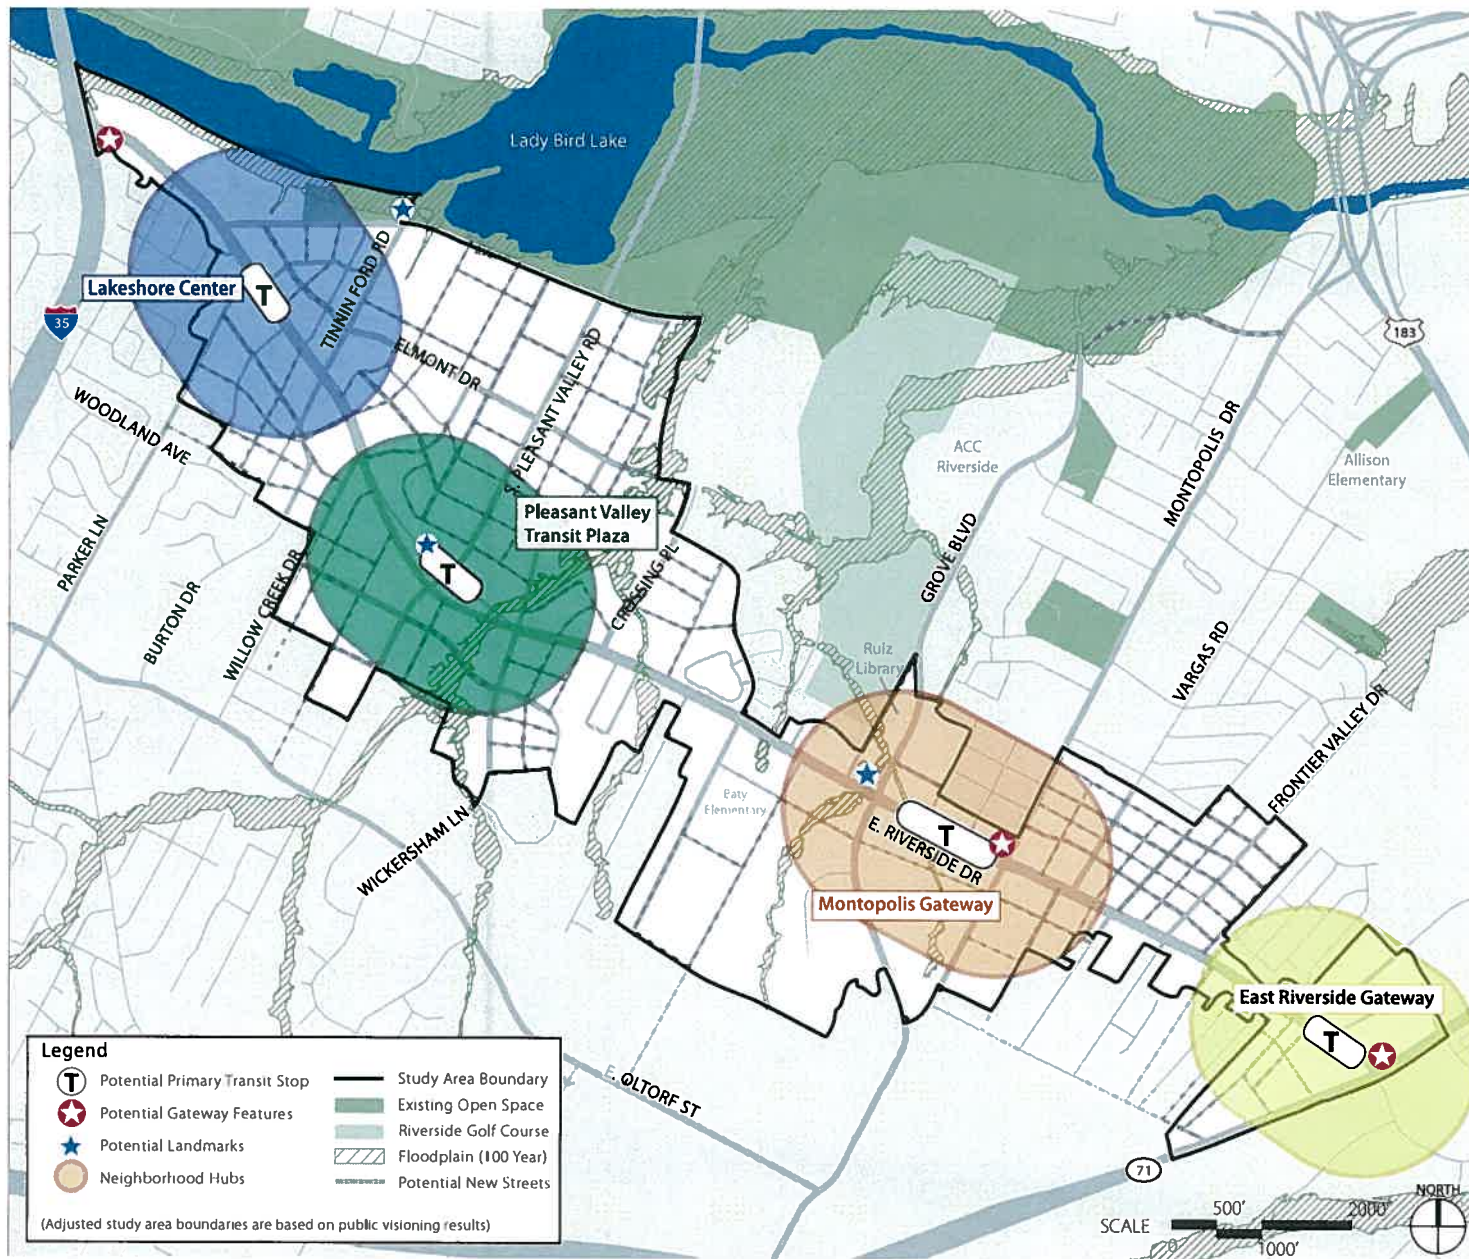 Lady Bird Lake
Lakeshore Center
T
35
TINNIN FORD RD
ELMONT DR
S. PLEASANT VALLEY RD
WOODLAND AVE
183
ACC
Riverside
MONTOPOLIS DR
Allison
Elementary
Pleasant Valley
Transit Plaza
T
PARKER LN
BURTON DR
WILLOW CREEK DR
CROSSING PL
GROVE BLVD
Ruiz
Library
VARGAS RD
FRONTIER VALLEY DR
Baty
Elementary
WICKERSHAM LN
T
E. RIVERSIDE DR
Montopolis Gateway
East Riverside Gateway
T
E. OLTORF ST
71
Legend
T Potential Primary Transit Stop
Potential Gateway Features
Potential Landmarks
Neighborhood Hubs
Study Area Boundary
Existing Open Space
Riverside Golf Course
Floodplain (100 Year)
Potential New Streets
(Adjusted study area boundaries are based on public visioning results)
SCALE
0
500'
1000'
2000'
NORTH